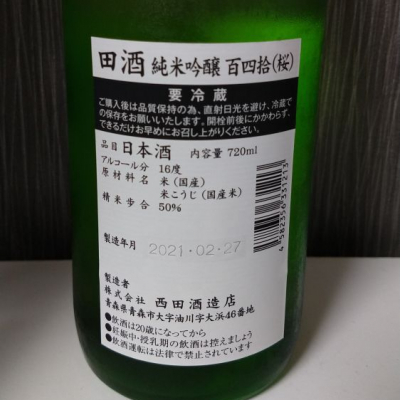 田酒 純米吟醸 百四拾(桜)
要冷蔵
ご購入後は品質保持の為、直射日光を避け、冷蔵で
の保存をお願いいたします。開栓前後にかかわらず、
できるだけお早めにお召し上がりください。
品目 日本酒 内容量 720ml
アルコール分 16度
原材料名 米(国産)
米こうじ(国産米)
精米歩合 50%
製造年月 2021.02.27
製造者
株式会社 西田酒造店
青森県青森市大字油川字大浜46番地
●飲酒は20歳になってから
●妊娠中・授乳期の飲酒は控えましょう
●飲酒運転は法律で禁止されています
4582356331213